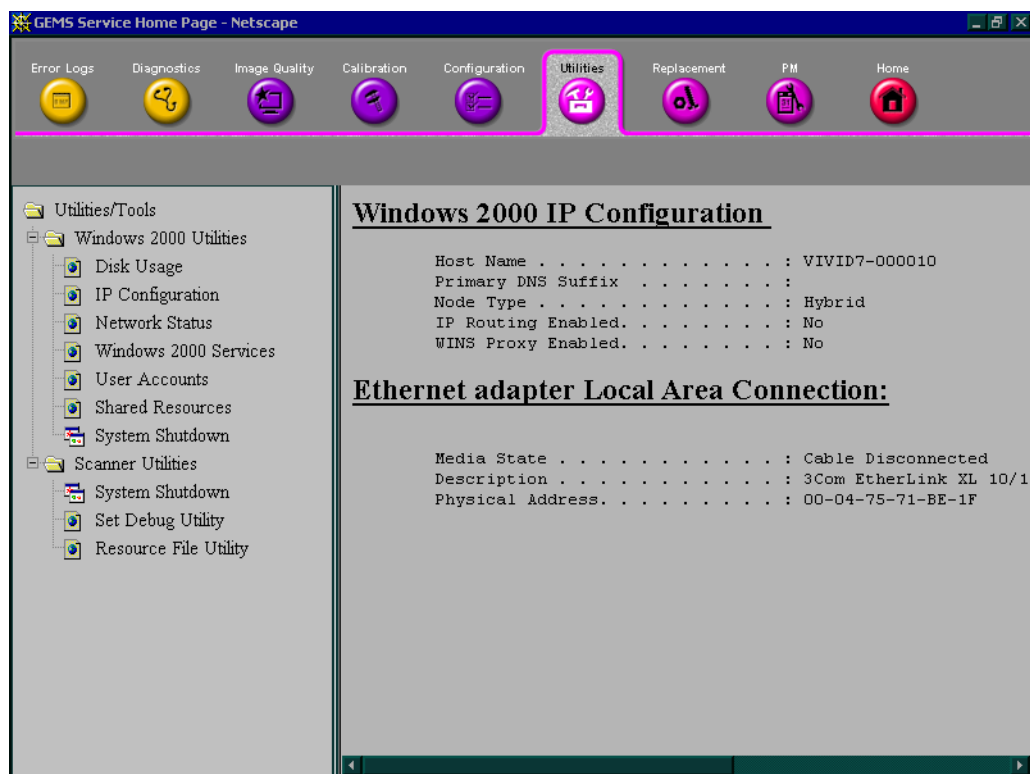 GEMS Service Home Page - Netscape
Error Logs Diagnostics Image Quality Calibration Configuration Utilities Replacement PM Home
Utilities/Tools
Windows 2000 Utilities
Disk Usage
IP Configuration
Network Status
Windows 2000 Services
User Accounts
Shared Resources
System Shutdown
Scanner Utilities
System Shutdown
Set Debug Utility
Resource File Utility
Windows 2000 IP Configuration
Host Name . . . . . . . . . . . . : VIVID7-000010
Primary DNS Suffix . . . . . . . :
Node Type . . . . . . . . . . . . : Hybrid
IP Routing Enabled. . . . . . . . : No
WINS Proxy Enabled. . . . . . . . : No
Ethernet adapter Local Area Connection:
Media State . . . . . . . . . . . : Cable Disconnected
Description . . . . . . . . . . . : 3Com EtherLink XL 10/1
Physical Address. . . . . . . . . : 00-04-75-71-BE-1F